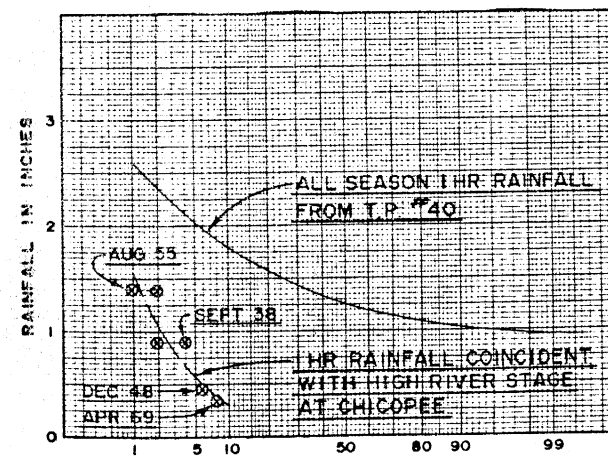 RAINFALL IN INCHES
3
2
1
0
ALL SEASON 1 HR RAINFALL
FROM T.P. #40
AUG 55
SEPT. 38
1 HR RAINFALL COINCIDENT
WITH HIGH RIVER STAGE
AT CHICOPEE
DEC 48
APR 69
1 5 10 50 80 90 99